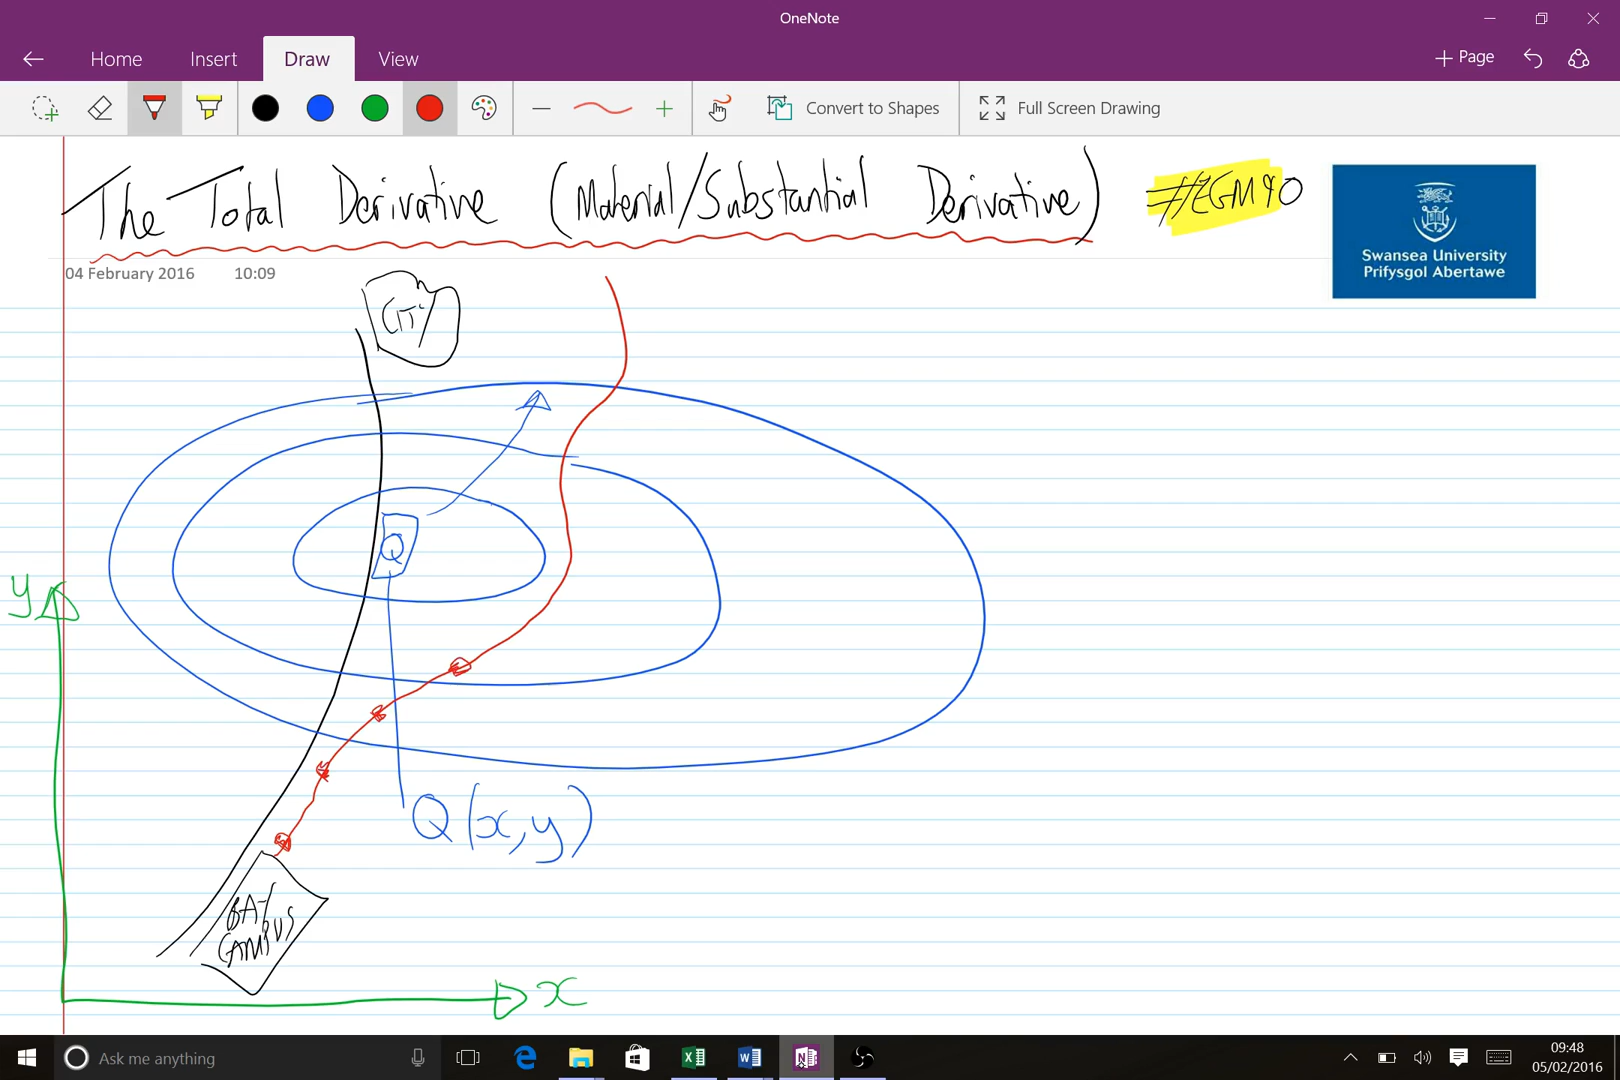 OneNote
Home Insert Draw View Page
Convert to Shapes Full Screen Drawing
The Total Derivative (Material/Substantial Derivative) #EGM90
Swansea University
Prifysgol Abertawe
04 February 2016 10:09
CIT
Q
y
Q(x,y)
BAY
CAMPUS
x
Ask me anything
09:48
05/02/2016